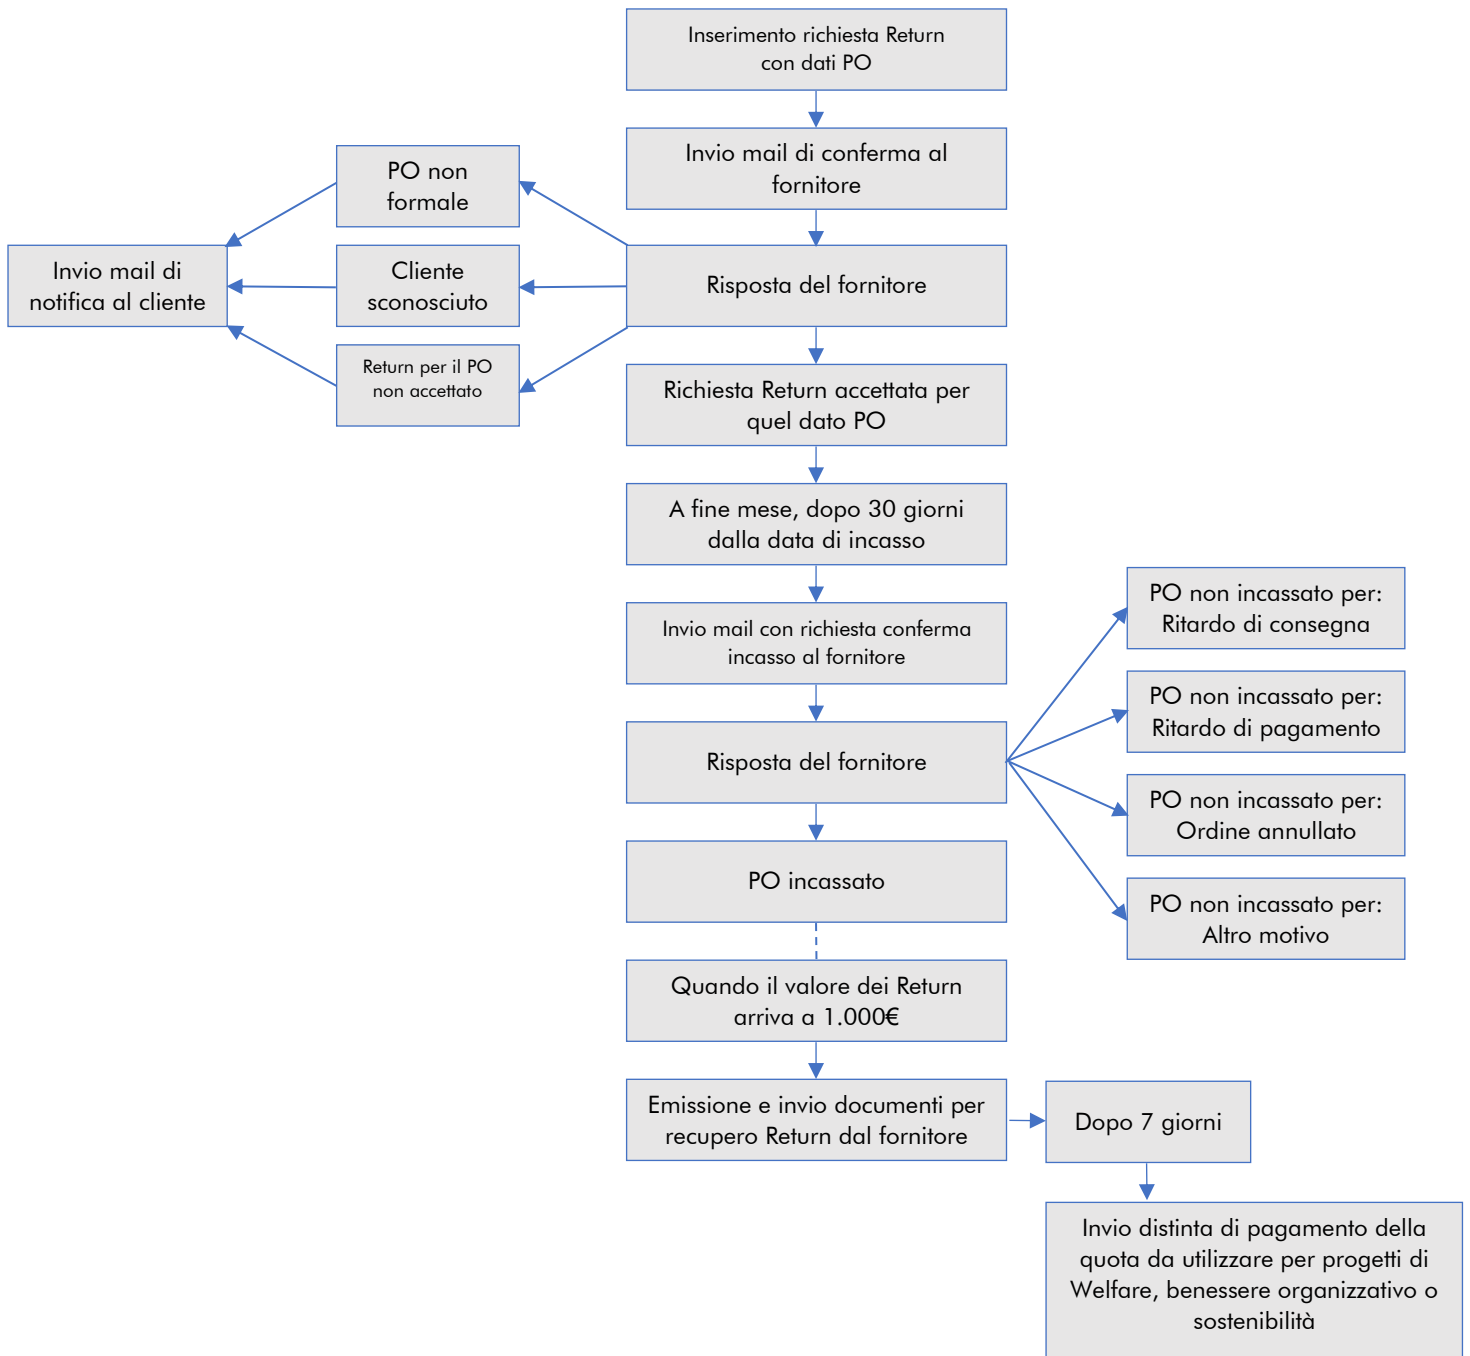 Inserimento richiesta Return
con dati PO
Invio mail di conferma al
fornitore
PO non
formale
Invio mail di
notifica al cliente
Cliente
sconosciuto
Risposta del fornitore
Return per il PO
non accettato
Richiesta Return accettata per
quel dato PO
A fine mese, dopo 30 giorni
dalla data di incasso
Invio mail con richiesta conferma
incasso al fornitore
PO non incassato per:
Ritardo di consegna
PO non incassato per:
Ritardo di pagamento
Risposta del fornitore
PO non incassato per:
Ordine annullato
PO incassato
PO non incassato per:
Altro motivo
Quando il valore dei Return
arriva a 1.000€
Emissione e invio documenti per
recupero Return dal fornitore
Dopo 7 giorni
Invio distinta di pagamento della
quota da utilizzare per progetti di
Welfare, benessere organizzativo o
sostenibilità